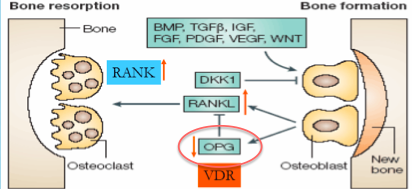 Bone resorption
Bone formation
Bone
BMP, TGFβ, IGF,
FGF, PDGF, VEGF, WNT
RANK
DKK1
RANKL
OPG
Osteoclast
Osteoblast
New
bone
VDR